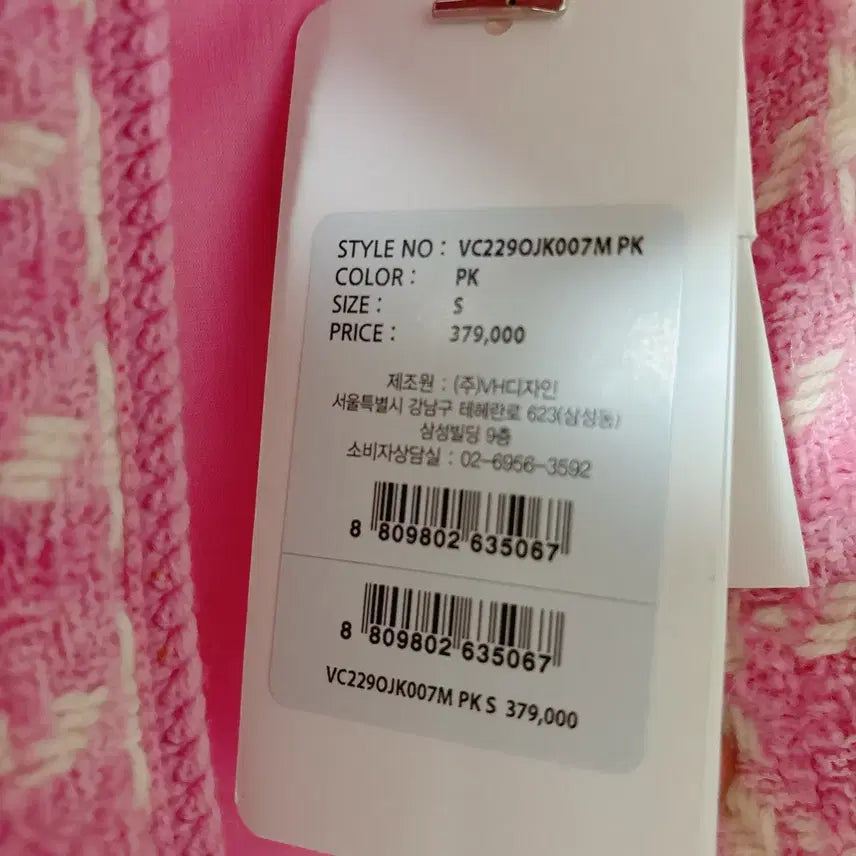 STYLE NO : VC229OJK007M PK
COLOR : PK
SIZE : S
PRICE : 379,000
제조원 : (주)VH디자인
서울특별시 강남구 테헤란로 623(삼성동)
삼성빌딩 9층
소비자상담실 : 02-6956-3592
8 809802 635067
8 809802 635067
VC229OJK007M PK S 379,000